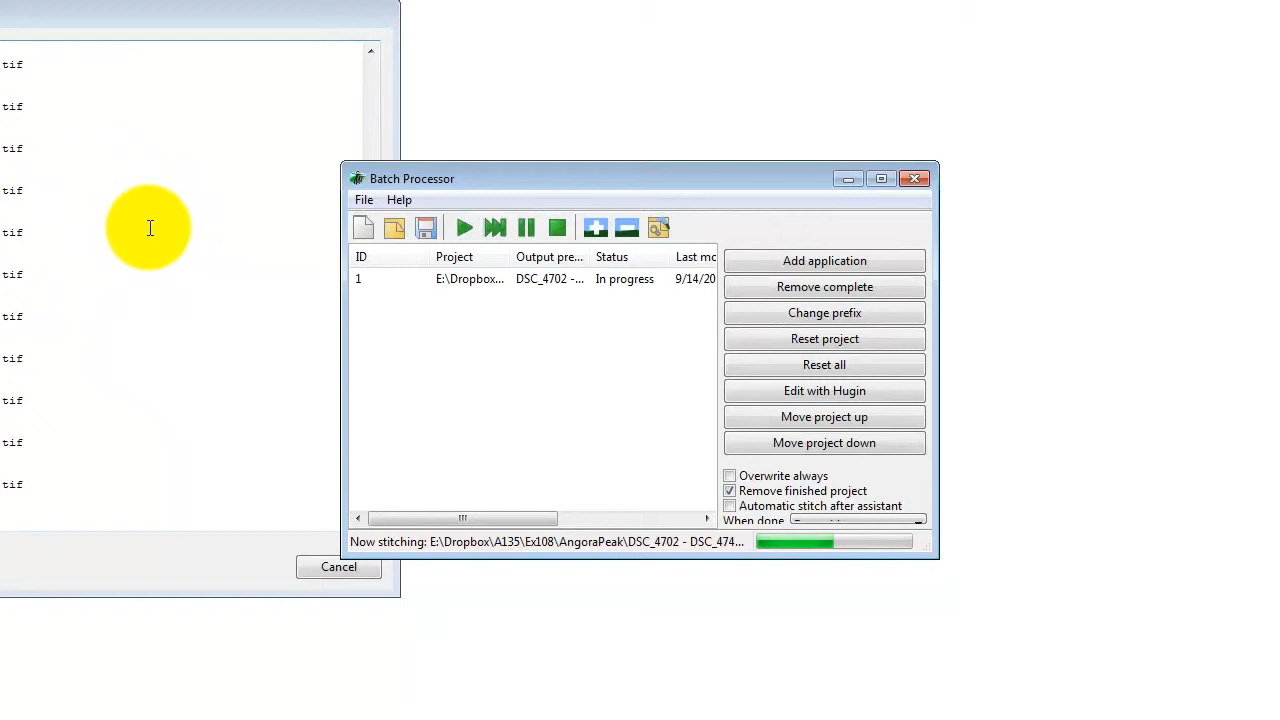 tif
tif
tif
tif
tif
tif
tif
tif
tif
tif
tif
Cancel
Batch Processor
File Help
ID Project Output pre... Status Last mc
1 E:\Dropbox... DSC_4702 -... In progress 9/14/20
Add application
Remove complete
Change prefix
Reset project
Reset all
Edit with Hugin
Move project up
Move project down
Overwrite always
Remove finished project
Automatic stitch after assistant
When done
Now stitching: E:\Dropbox\A135\Ex108\AngoraPeak\DSC_4702 - DSC_474...